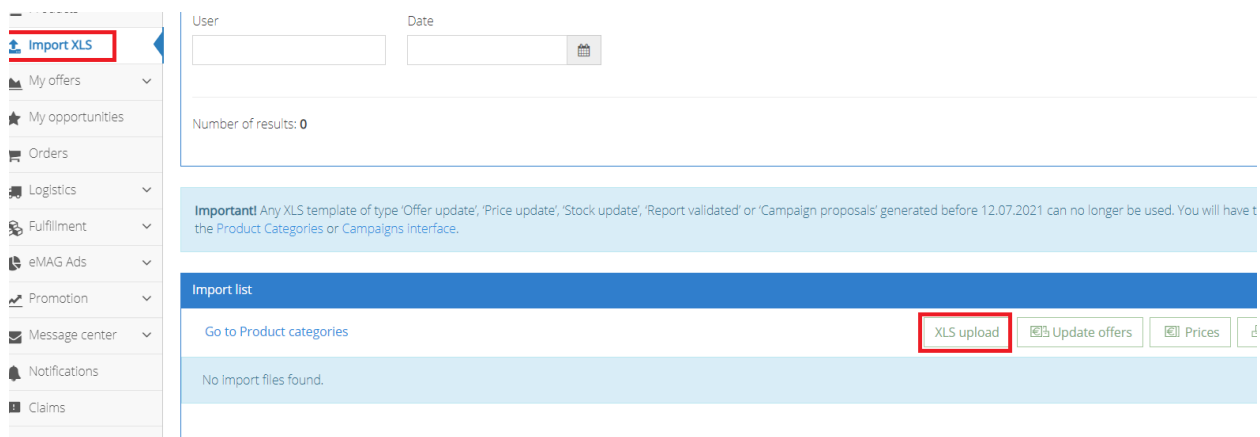 Products
Import XLS
My offers
My opportunities
Orders
Logistics
Fulfillment
eMAG Ads
Promotion
Message center
Notifications
Claims
User
Date
Number of results: 0
Important! Any XLS template of type ‘Offer update’, ‘Price update’, ‘Stock update’, ‘Report validated’ or ‘Campaign proposals’ generated before 12.07.2021 can no longer be used. You will have
the Product Categories or Campaigns interface.
Import list
Go to Product categories
XLS upload
Update offers
Prices
No import files found.